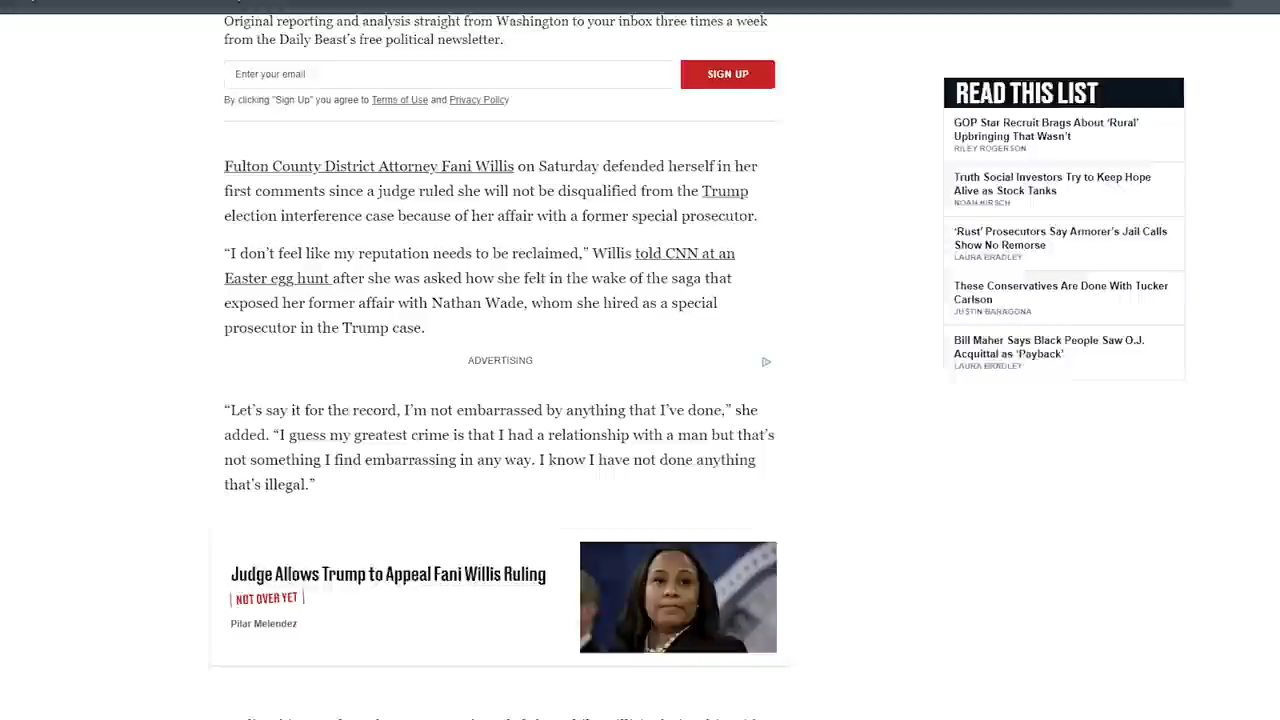 Original reporting and analysis straight from Washington to your inbox three times a week
from the Daily Beast's free political newsletter.
Enter your email
SIGN UP
By clicking "Sign Up" you agree to Terms of Use and Privacy Policy
Fulton County District Attorney Fani Willis on Saturday defended herself in her
first comments since a judge ruled she will not be disqualified from the Trump
election interference case because of her affair with a former special prosecutor.
“I don’t feel like my reputation needs to be reclaimed," Willis told CNN at an
Easter egg hunt after she was asked how she felt in the wake of the saga that
exposed her former affair with Nathan Wade, whom she hired as a special
prosecutor in the Trump case.
ADVERTISING
“Let’s say it for the record, I’m not embarrassed by anything that I’ve done,” she
added. “I guess my greatest crime is that I had a relationship with a man but that’s
not something I find embarrassing in any way. I know I have not done anything
that’s illegal.”
Judge Allows Trump to Appeal Fani Willis Ruling
NOT OVER YET
Pilar Melendez
READ THIS LIST
GOP Star Recruit Brags About ‘Rural’
Upbringing That Wasn’t
RILEY ROGERSON
Truth Social Investors Try to Keep Hope
Alive as Stock Tanks
NOAH KIRSCH
‘Rust’ Prosecutors Say Armorer’s Jail Calls
Show No Remorse
LAURA BRADLEY
These Conservatives Are Done With Tucker
Carlson
JUSTIN BARAGONA
Bill Maher Says Black People Saw O.J.
Acquittal as ‘Payback’
LAURA BRADLEY